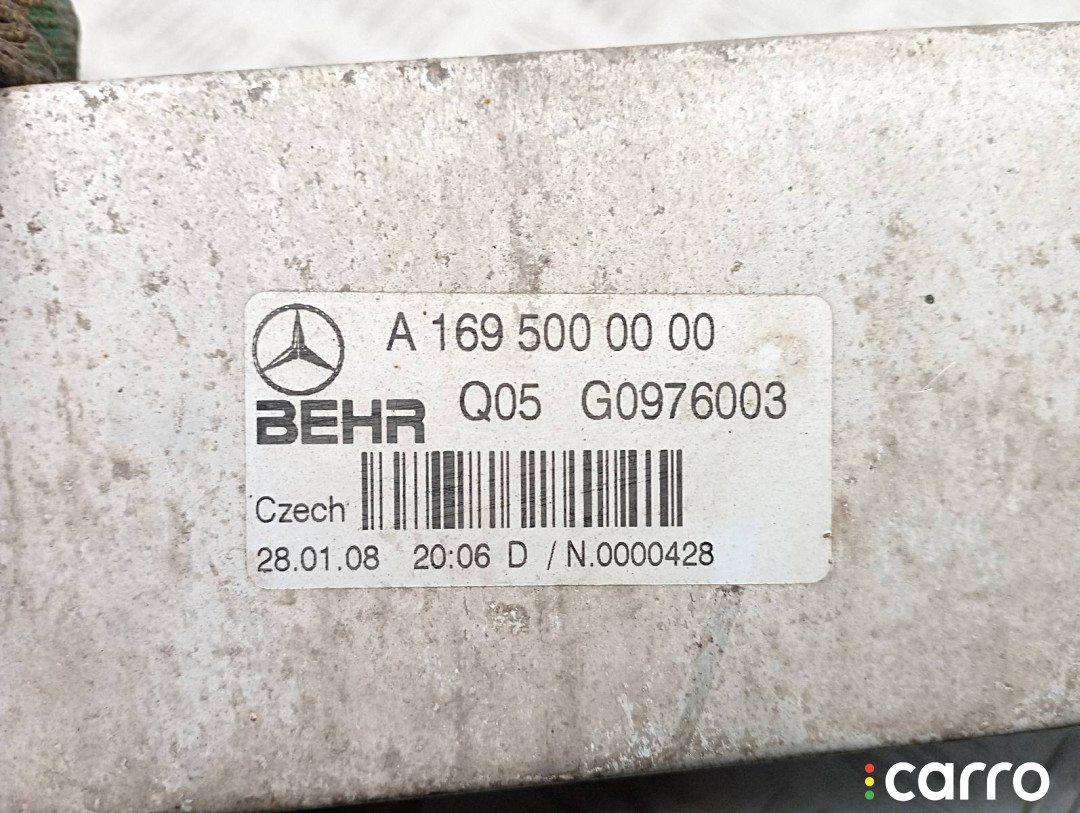 A 169 500 00 00
BEHR Q05 G0976003
Czech
28.01.08 20:06 D / N.0000428
carro